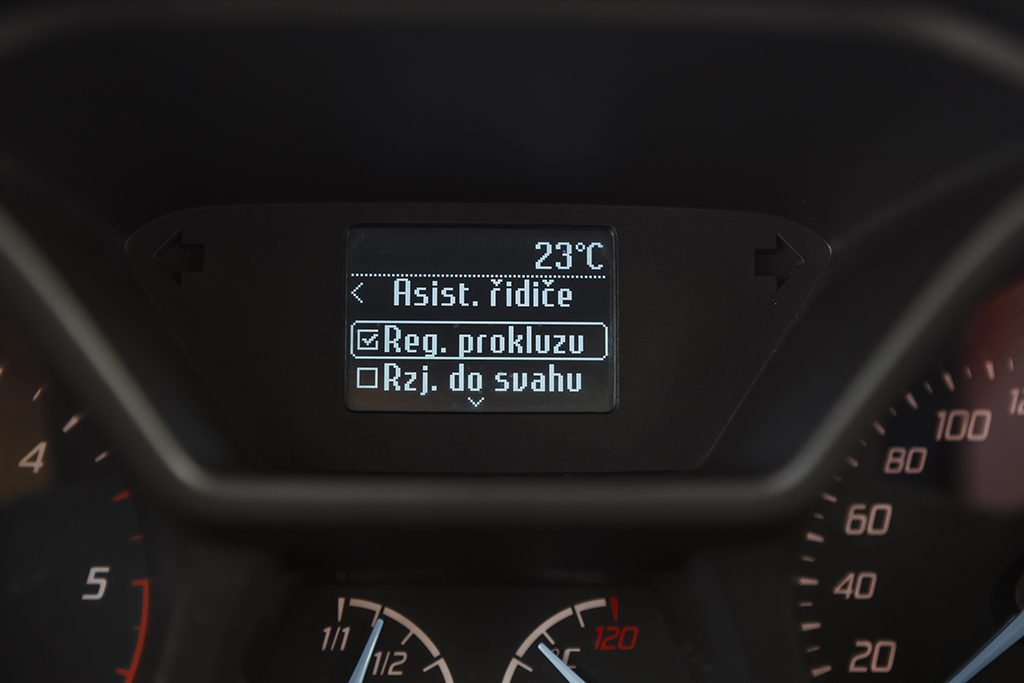 23°C
< Asist. řidiče
Reg. prokluzu
Rzj. do svahu
4
5
1/1
1/2
°C
120
100
80
60
40
20